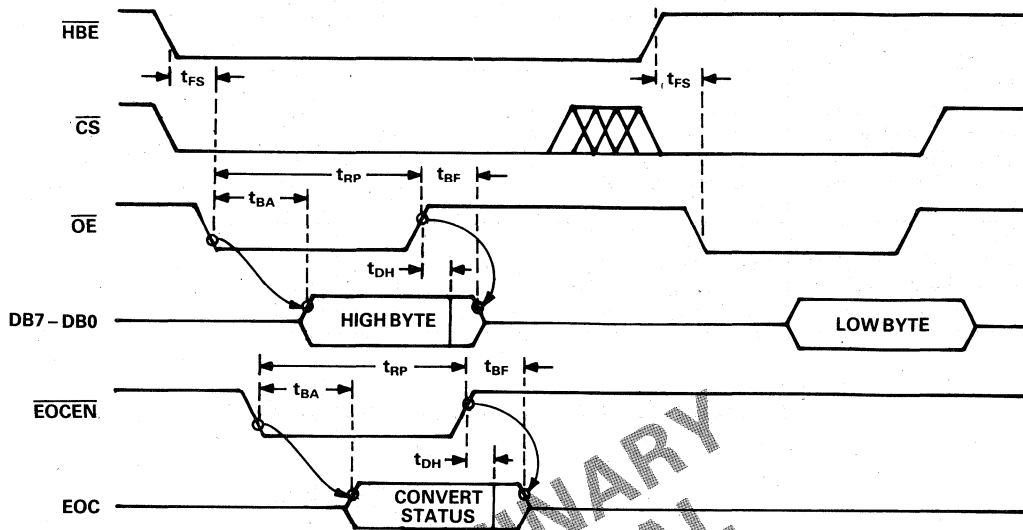 HBE
tFS
tFS
CS
tRP
tBF
tBA
OE
tDH
DB7–DB0
HIGH BYTE
LOW BYTE
tRP
tBF
tBA
EOCEN
tDH
EOC
CONVERT
STATUS